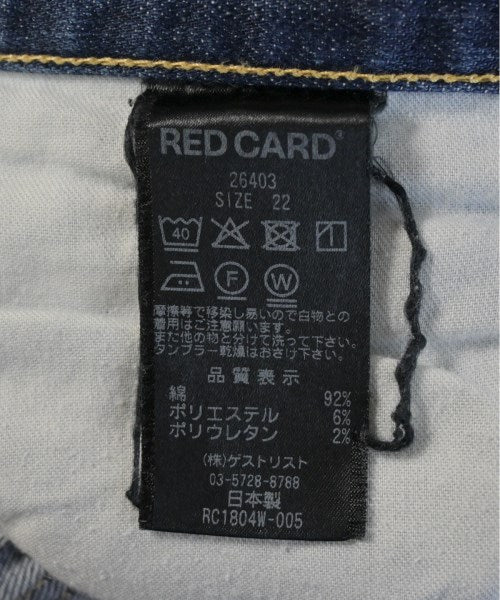 RED CARD®
26403
SIZE 22
40
F W
摩擦等で移染し易いので白物との
着用はご注意願います。
また他の物と分けて洗って下さい。
タンブラー乾燥はおさけ下さい。
品質表示
綿 92%
ポリエステル 6%
ポリウレタン 2%
(株)ゲストリスト
03-5728-8788
日本製
RC1804W-005